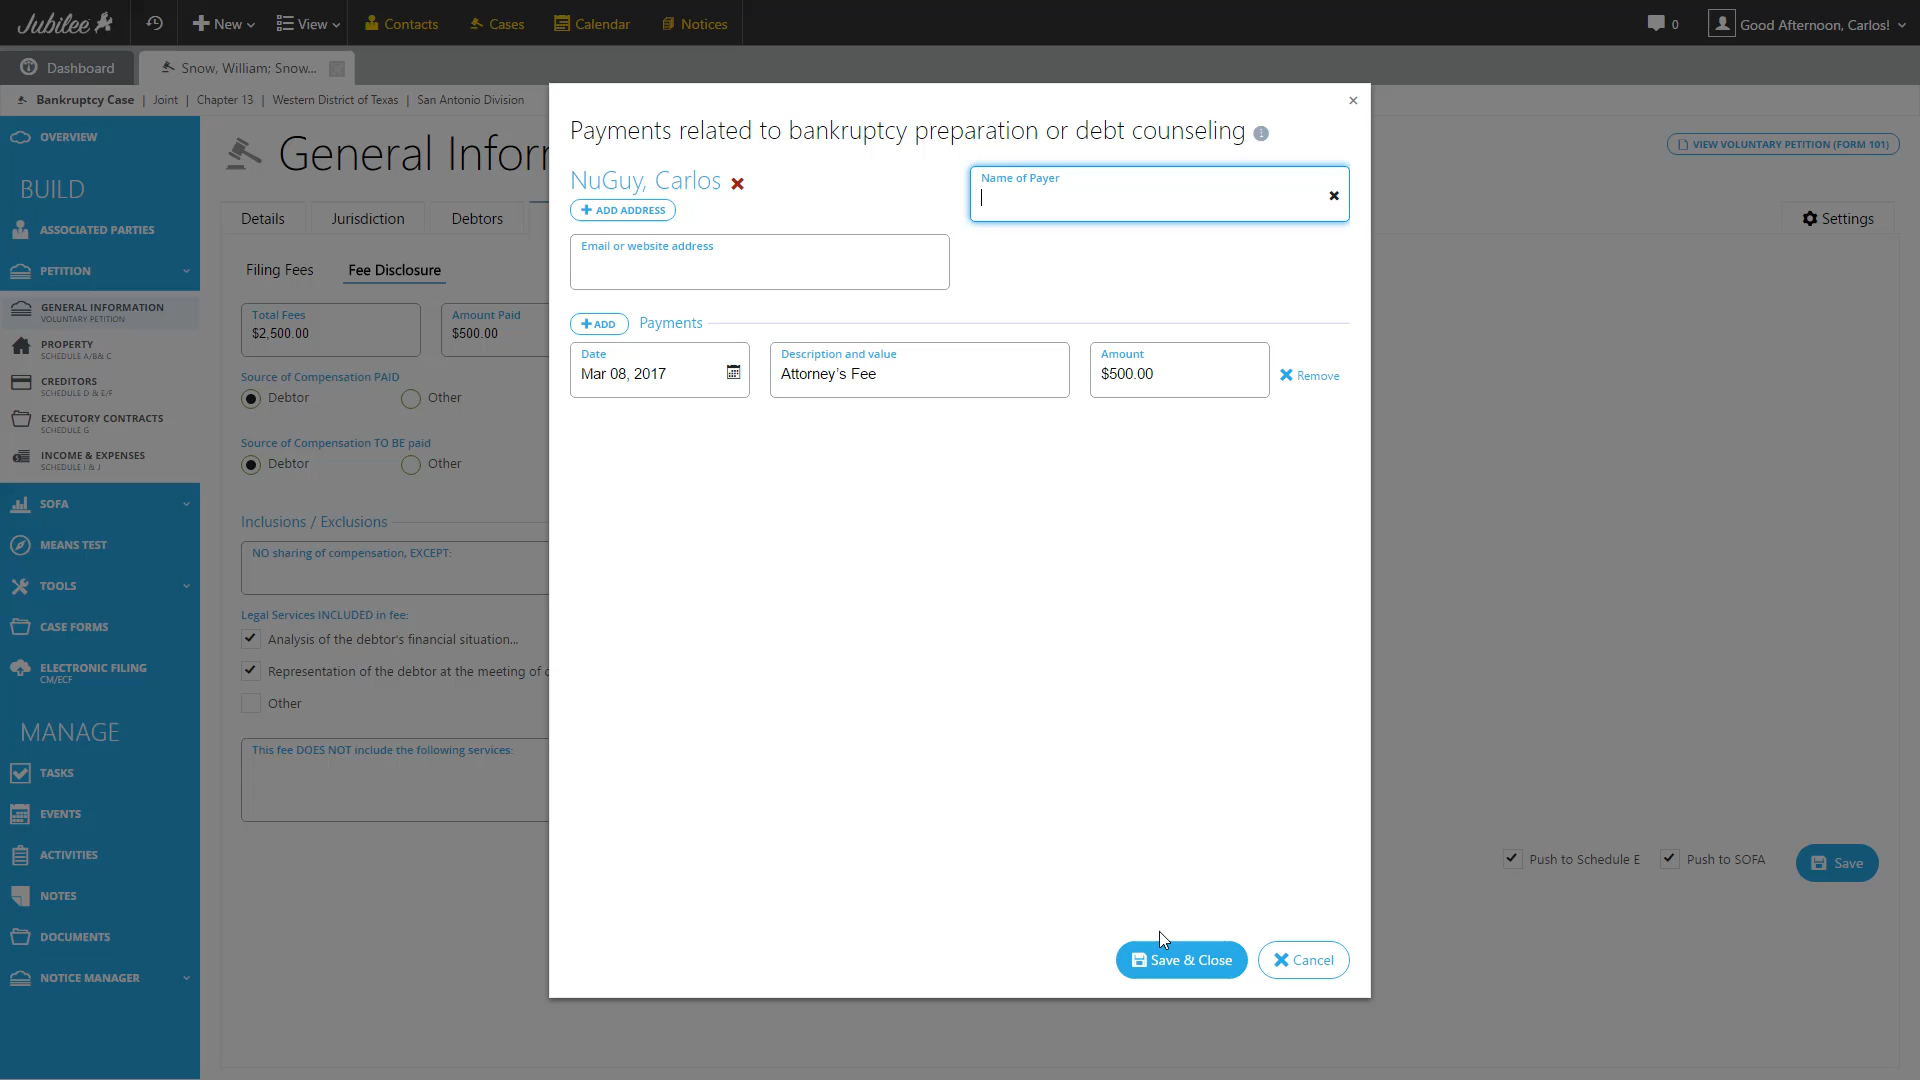 Jubilee
New
View
Contacts
Cases
Calendar
Notices
0
Good Afternoon, Carlos!
Dashboard
Snow, William; Snow...
Bankruptcy Case | Joint | Chapter 13 | Western District of Texas | San Antonio Division
OVERVIEW
BUILD
ASSOCIATED PARTIES
PETITION
GENERAL INFORMATION
VOLUNTARY PETITION
PROPERTY
SCHEDULE A/B& C
CREDITORS
SCHEDULE D & E/F
EXECUTORY CONTRACTS
SCHEDULE G
INCOME & EXPENSES
SCHEDULE I & J
SOFA
MEANS TEST
TOOLS
CASE FORMS
ELECTRONIC FILING
CM/ECF
MANAGE
TASKS
EVENTS
ACTIVITIES
NOTES
DOCUMENTS
NOTICE MANAGER
General Infor
VIEW VOLUNTARY PETITION (FORM 101)
Details
Jurisdiction
Debtors
Settings
Filing Fees
Fee Disclosure
Total Fees
$2,500.00
Amount Paid
$500.00
Source of Compensation PAID
Debtor
Other
Source of Compensation TO BE paid
Debtor
Other
Inclusions / Exclusions
NO sharing of compensation, EXCEPT:
Legal Services INCLUDED in fee:
Analysis of the debtor's financial situation...
Representation of the debtor at the meeting of
Other
This fee DOES NOT include the following services:
Push to Schedule E
Push to SOFA
Save
Payments related to bankruptcy preparation or debt counseling
NuGuy, Carlos
ADD ADDRESS
Name of Payer
Email or website address
ADD
Payments
Date
Mar 08, 2017
Description and value
Attorney's Fee
Amount
$500.00
Remove
Save & Close
Cancel